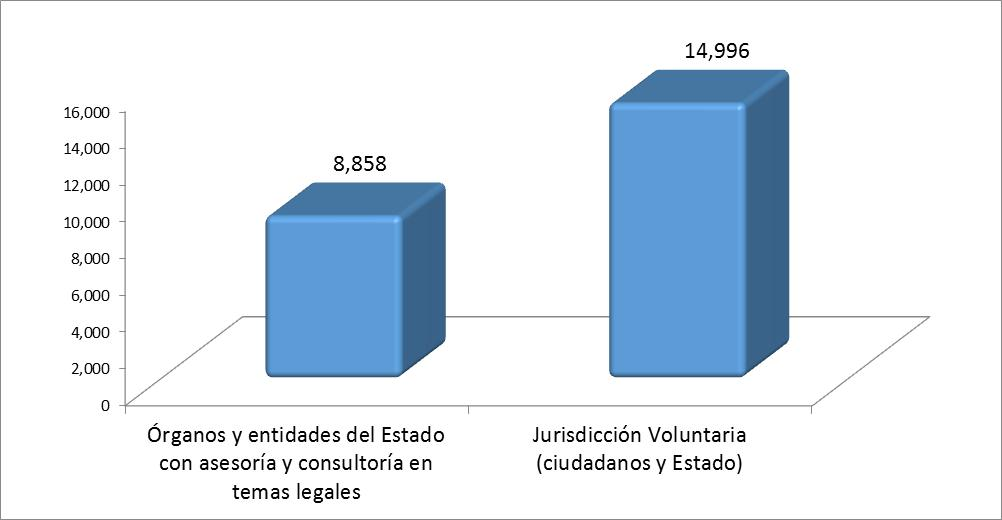 14,996
8,858
16,000
14,000
12,000
10,000
8,000
6,000
4,000
2,000
0
Órganos y entidades del Estado
con asesoría y consultoría en
temas legales
Jurisdicción Voluntaria
(ciudadanos y Estado)